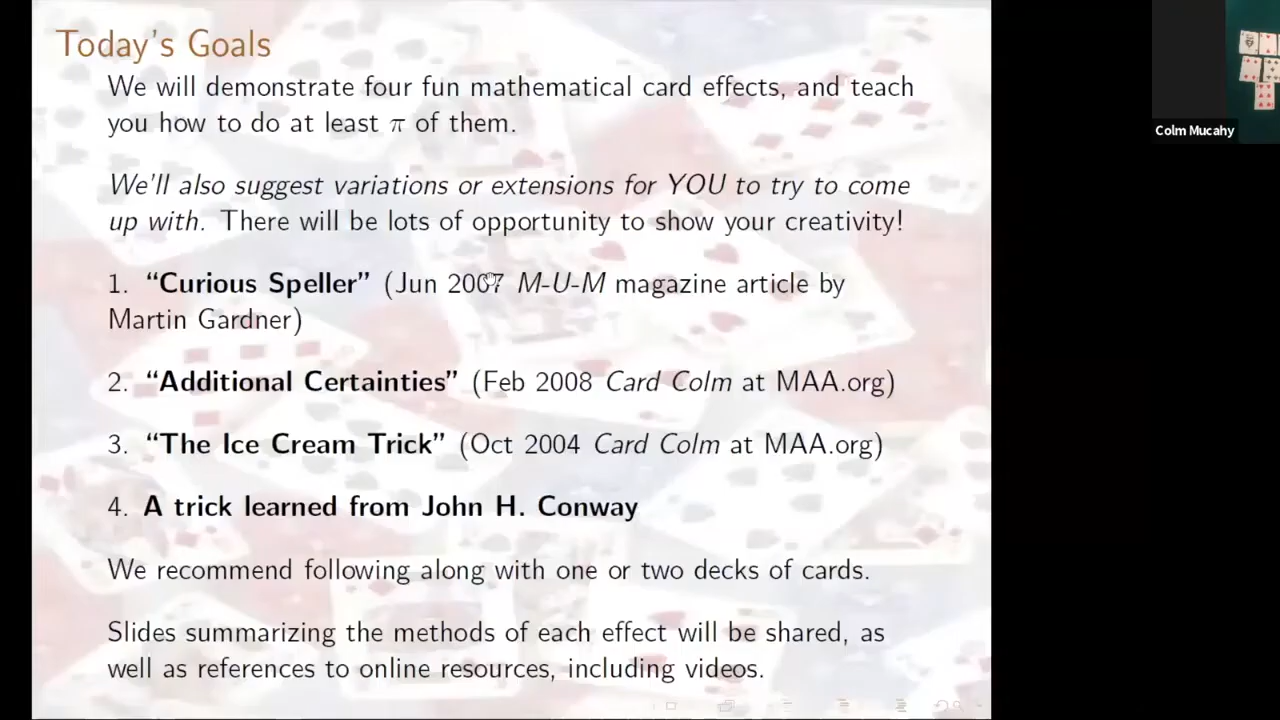 Today's Goals
We will demonstrate four fun mathematical card effects, and teach
you how to do at least π of them.
We'll also suggest variations or extensions for YOU to try to come
up with. There will be lots of opportunity to show your creativity!
1. “Curious Speller” (Jun 2007 M-U-M magazine article by
Martin Gardner)
2. “Additional Certainties” (Feb 2008 Card Colm at MAA.org)
3. “The Ice Cream Trick” (Oct 2004 Card Colm at MAA.org)
4. A trick learned from John H. Conway
We recommend following along with one or two decks of cards.
Slides summarizing the methods of each effect will be shared, as
well as references to online resources, including videos.
Colm Mucahy